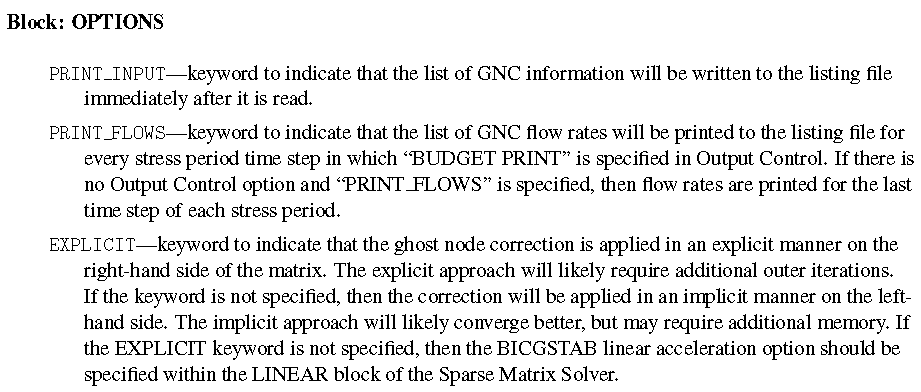 Block: OPTIONS
PRINT_INPUT—keyword to indicate that the list of GNC information will be written to the listing file
immediately after it is read.
PRINT_FLOWS—keyword to indicate that the list of GNC flow rates will be printed to the listing file for
every stress period time step in which “BUDGET PRINT” is specified in Output Control. If there is
no Output Control option and “PRINT_FLOWS” is specified, then flow rates are printed for the last
time step of each stress period.
EXPLICIT—keyword to indicate that the ghost node correction is applied in an explicit manner on the
right-hand side of the matrix. The explicit approach will likely require additional outer iterations.
If the keyword is not specified, then the correction will be applied in an implicit manner on the left-
hand side. The implicit approach will likely converge better, but may require additional memory. If
the EXPLICIT keyword is not specified, then the BICGSTAB linear acceleration option should be
specified within the LINEAR block of the Sparse Matrix Solver.